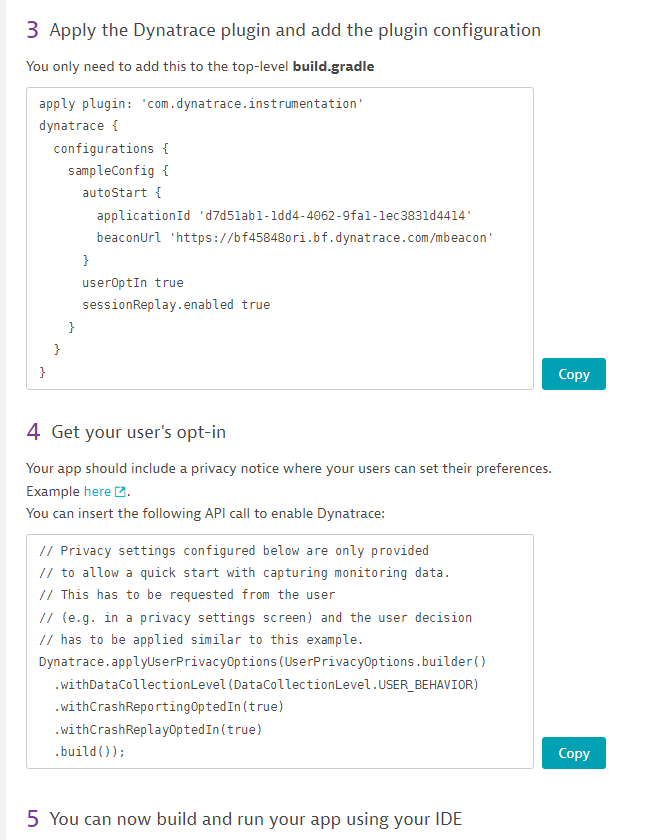 3 Apply the Dynatrace plugin and add the plugin configuration
You only need to add this to the top-level build.gradle
apply plugin: 'com.dynatrace.instrumentation'
dynatrace {
  configurations {
    sampleConfig {
      autoStart {
        applicationId 'd7d51ab1-1dd4-4062-9fa1-1ec3831d4414'
        beaconUrl 'https://bf45848ori.bf.dynatrace.com/mbeacon'
      }
      userOptIn true
      sessionReplay.enabled true
    }
  }
}
Copy
4 Get your user's opt-in
Your app should include a privacy notice where your users can set their preferences.
Example here.
You can insert the following API call to enable Dynatrace:
// Privacy settings configured below are only provided
// to allow a quick start with capturing monitoring data.
// This has to be requested from the user
// (e.g. in a privacy settings screen) and the user decision
// has to be applied similar to this example.
Dynatrace.applyUserPrivacyOptions(UserPrivacyOptions.builder()
  .withDataCollectionLevel(DataCollectionLevel.USER_BEHAVIOR)
  .withCrashReportingOptedIn(true)
  .withCrashReplayOptedIn(true)
  .build());
Copy
5 You can now build and run your app using your IDE